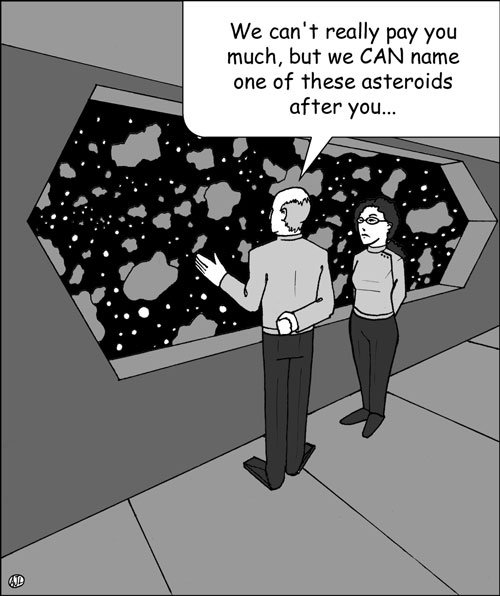 We can't really pay you
much, but we CAN name
one of these asteroids
after you...